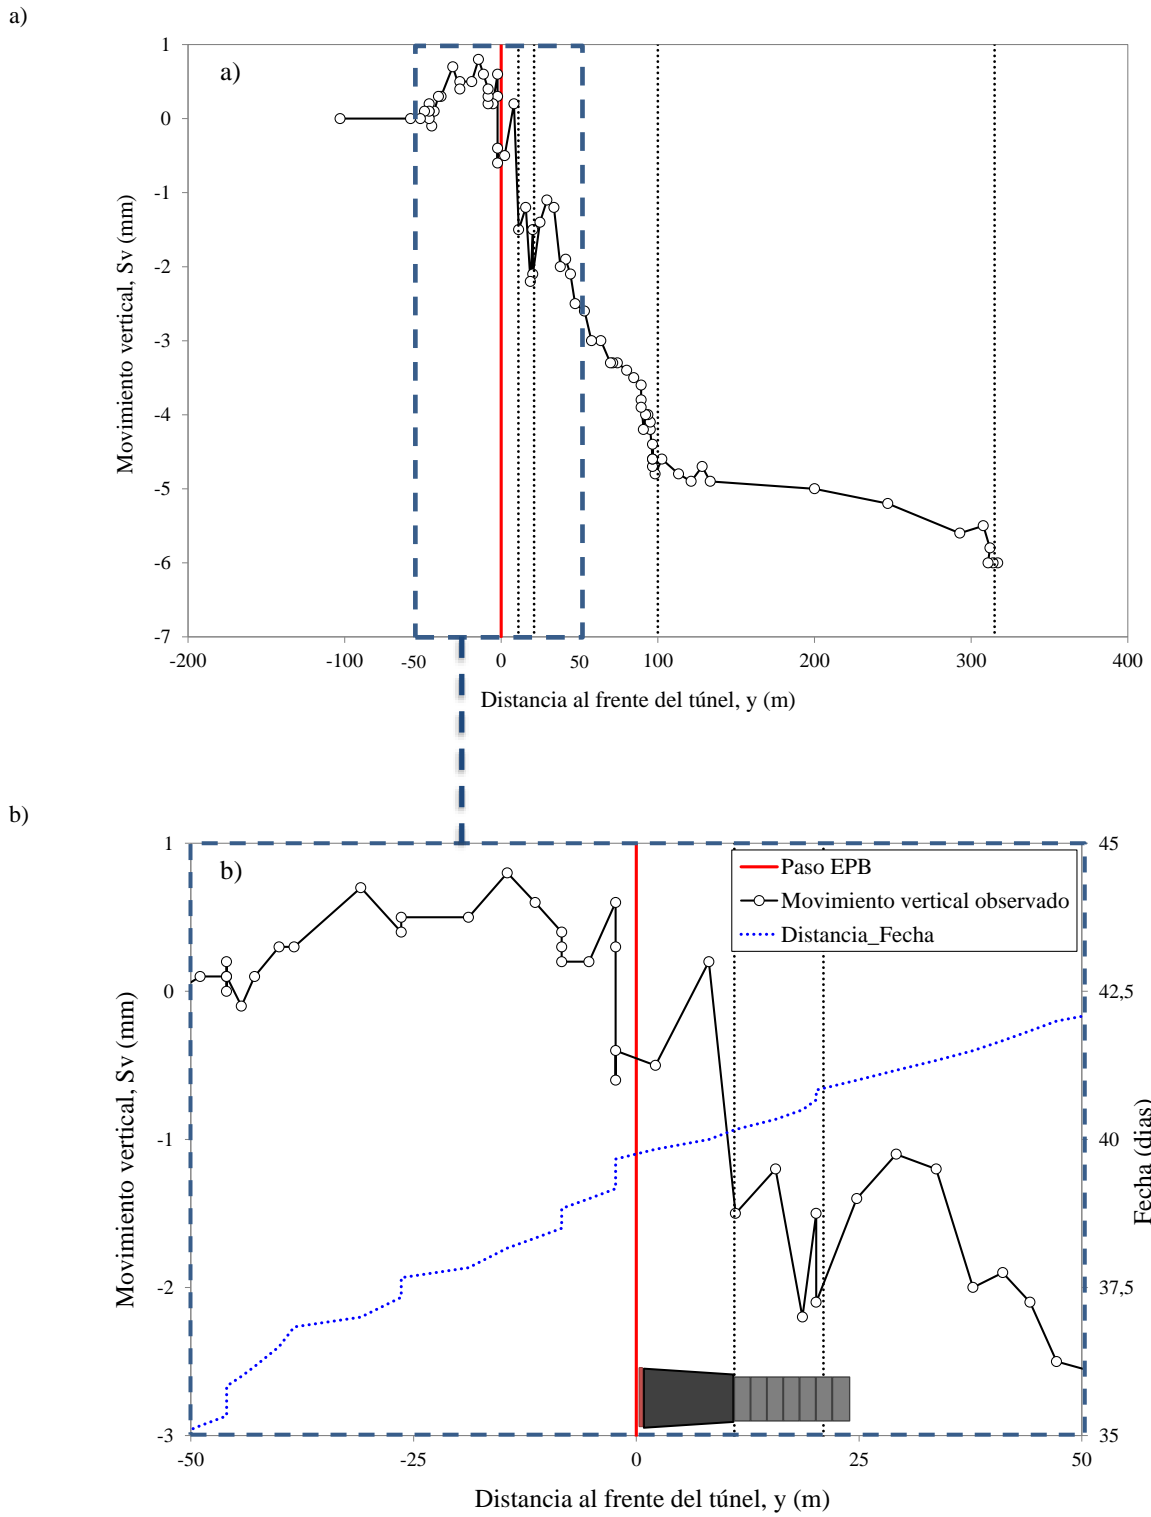 a)
a)
1
0
-1
-2
-3
-4
-5
-6
-7
Movimiento vertical, Sv (mm)
-200
-100
-50
0
50
100
200
300
400
Distancia al frente del túnel, y (m)
b)
b)
1
0
-1
-2
-3
Movimiento vertical, Sv (mm)
Paso EPB
Movimiento vertical observado
Distancia_Fecha
45
42,5
40
37,5
35
Fecha (dias)
-50
-25
0
25
50
Distancia al frente del túnel, y (m)